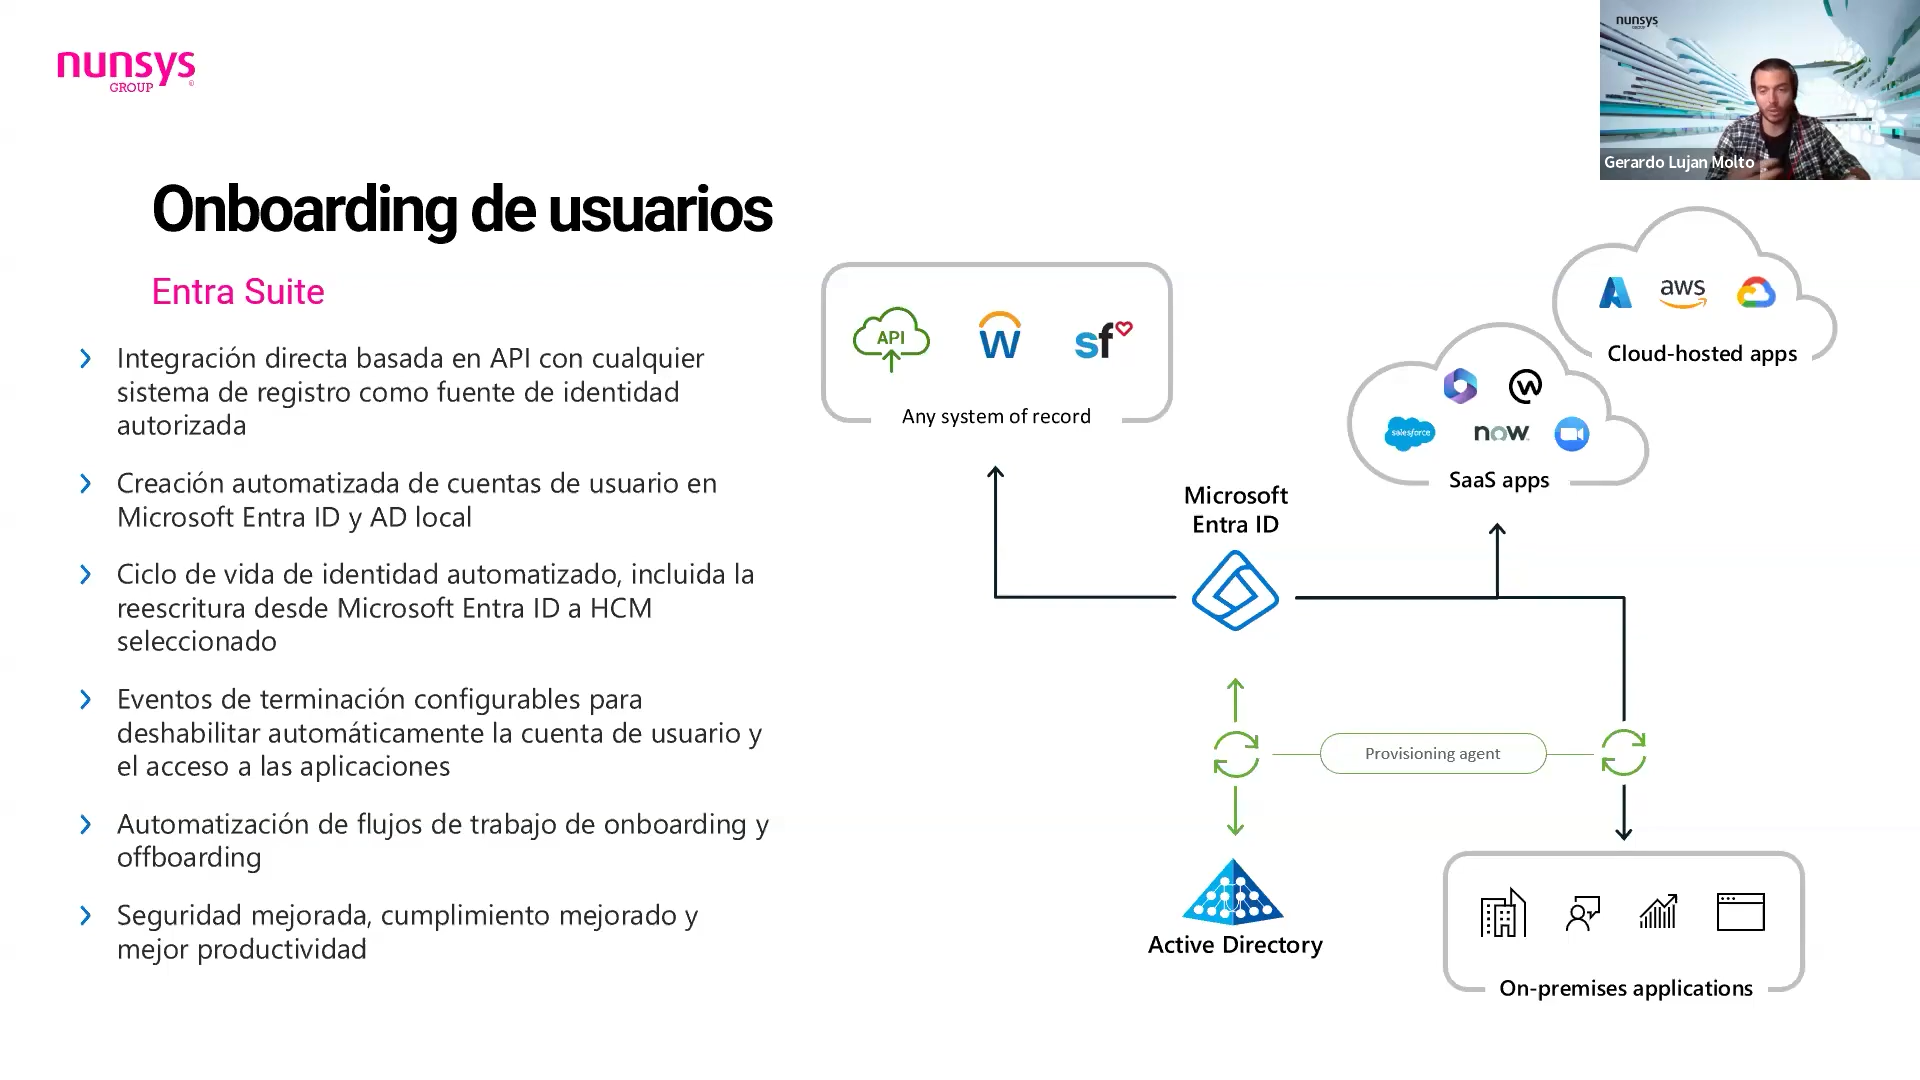 nunsys
GROUP
nunsys
GROUP
Gerardo Lujan Molto
Onboarding de usuarios
Entra Suite
Integración directa basada en API con cualquier
sistema de registro como fuente de identidad
autorizada
Creación automatizada de cuentas de usuario en
Microsoft Entra ID y AD local
Ciclo de vida de identidad automatizado, incluida la
reescritura desde Microsoft Entra ID a HCM
seleccionado
Eventos de terminación configurables para
deshabilitar automáticamente la cuenta de usuario y
el acceso a las aplicaciones
Automatización de flujos de trabajo de onboarding y
offboarding
Seguridad mejorada, cumplimiento mejorado y
mejor productividad
API
W
sf
Any system of record
aws
Cloud-hosted apps
W
salesforce
now
SaaS apps
Microsoft
Entra ID
Provisioning agent
Active Directory
On-premises applications